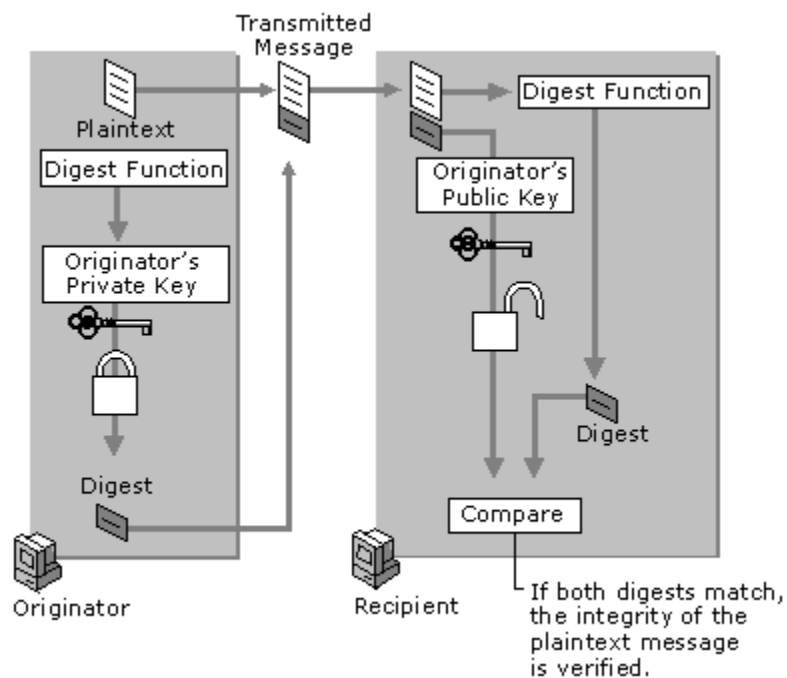 Transmitted
Message
Plaintext
Digest Function
Originator's
Private Key
Digest
Originator
Digest Function
Originator's
Public Key
Digest
Compare
Recipient
If both digests match,
the integrity of the
plaintext message
is verified.